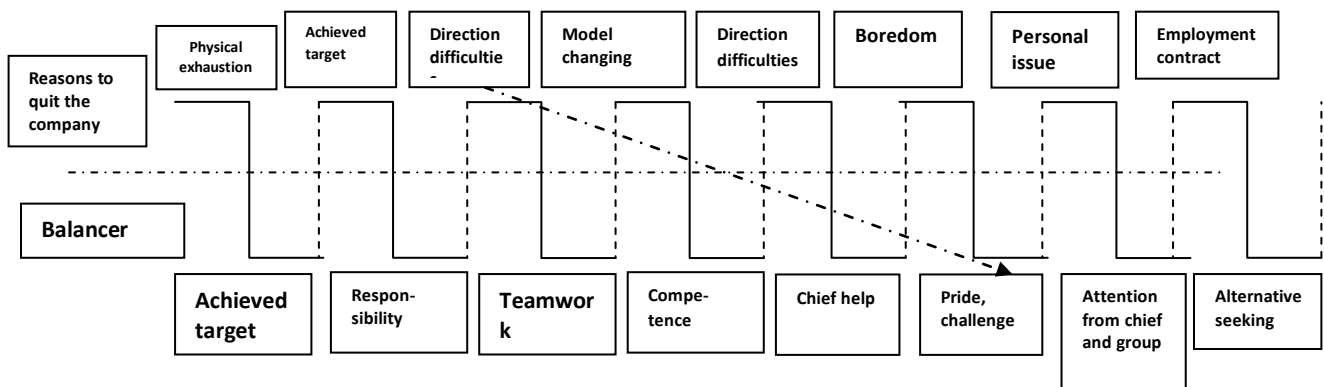 Reasons to
quit the
company
Physical
exhaustion
Achieved
target
Direction
difficultie
Model
changing
Direction
difficulties
Boredom
Personal
issue
Employment
contract
Balancer
Achieved
target
Respon-
sibility
Teamwor
k
Compe-
tence
Chief help
Pride,
challenge
Attention
from chief
and group
Alternative
seeking